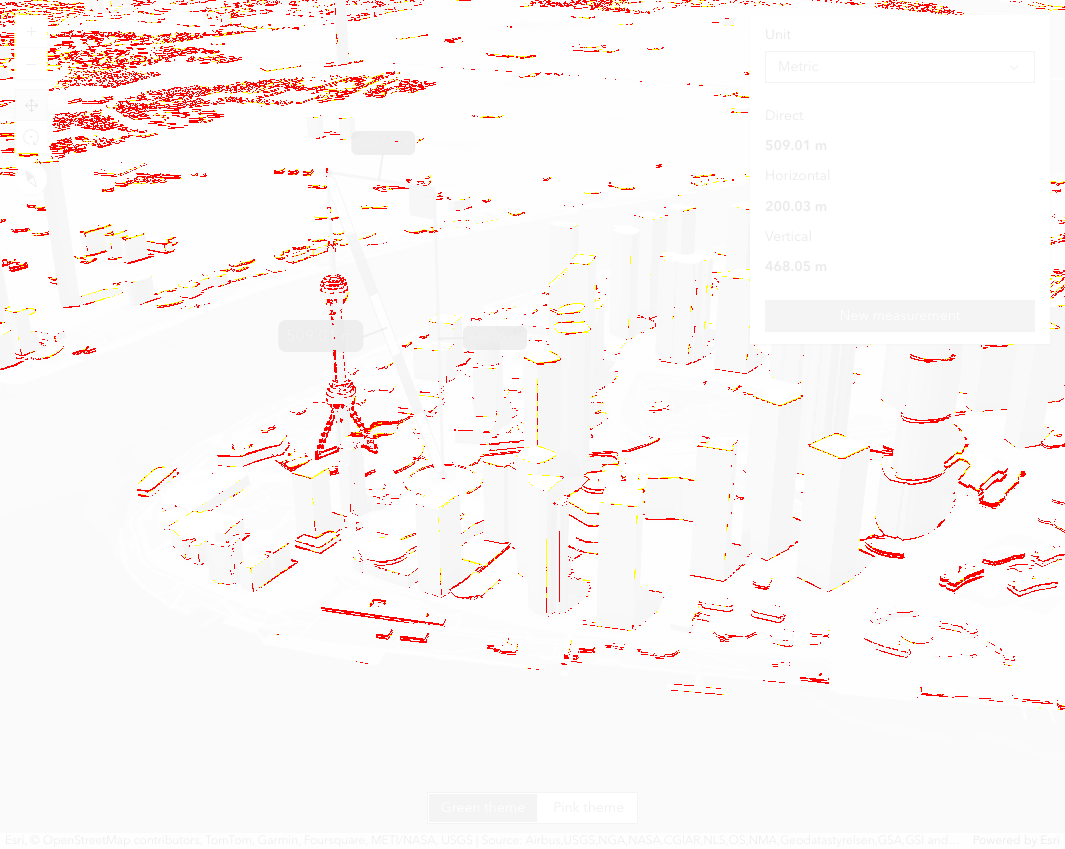 Unit
Metric
Direct
509.01 m
Horizontal
200.03 m
Vertical
468.05 m
New measurement
Green theme
Pink theme
Esri, © OpenStreetMap contributors, TomTom, Garmin, Foursquare, METI/NASA, USGS | Source: Airbus,USGS,NGA,NASA,CGIAR,NLS,OS,NMA,Geodatastyrelsen,GSA,GSI and...
Powered by Esri